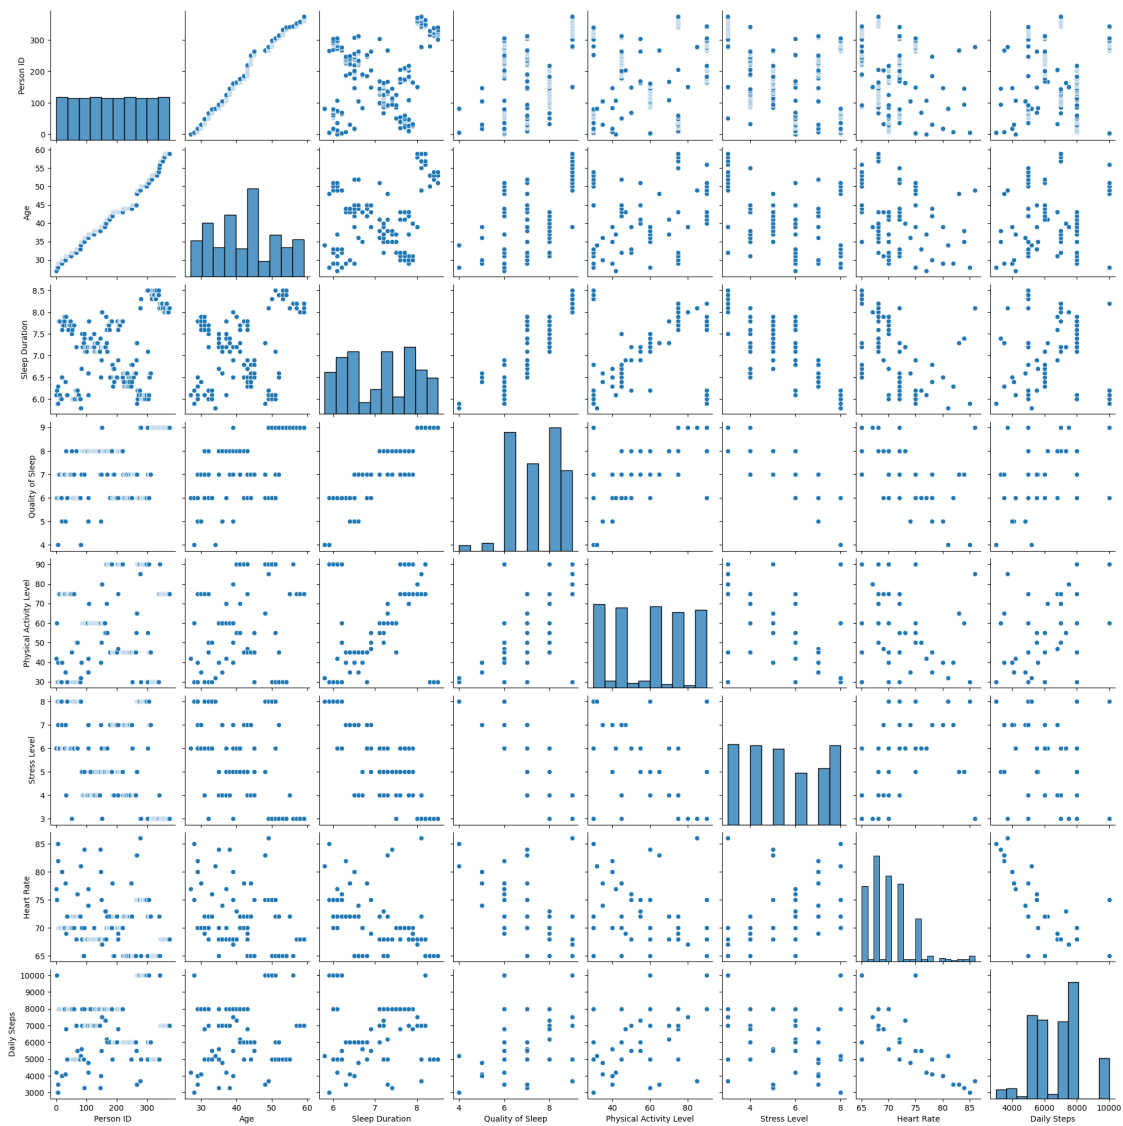 Person ID
300
200
100
0
Age
60
55
50
45
40
35
30
Sleep Duration
8.5
8.0
7.5
7.0
6.5
6.0
Quality of Sleep
9
8
7
6
5
4
Physical Activity Level
90
80
70
60
50
40
30
Stress Level
8
7
6
5
4
3
Heart Rate
85
80
75
70
65
Daily Steps
10000
9000
8000
7000
6000
5000
4000
3000
0 100 200 300
30 40 50 60
6 7 8
4 6 8
40 60 80
4 6 8
65 70 75 80 85
4000 6000 8000 10000
Person ID Age Sleep Duration Quality of Sleep Physical Activity Level Stress Level Heart Rate Daily Steps